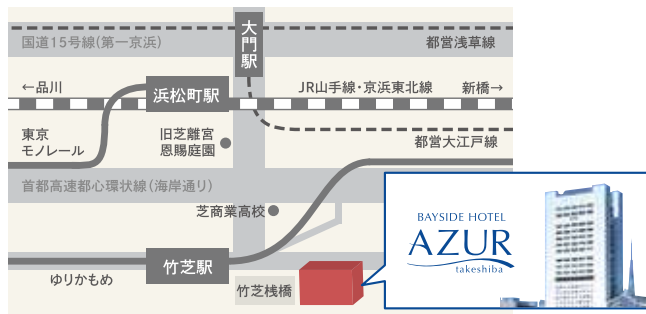 大門駅
国道15号線(第一京浜)
都営浅草線
←品川
浜松町駅
JR山手線・京浜東北線
新橋→
東京
モノレール
旧芝離宮
恩賜庭園
都営大江戸線
首都高速都心環状線(海岸通り)
芝商業高校
BAYSIDE HOTEL
AZUR
takeshiba
竹芝駅
ゆりかもめ
竹芝桟橋